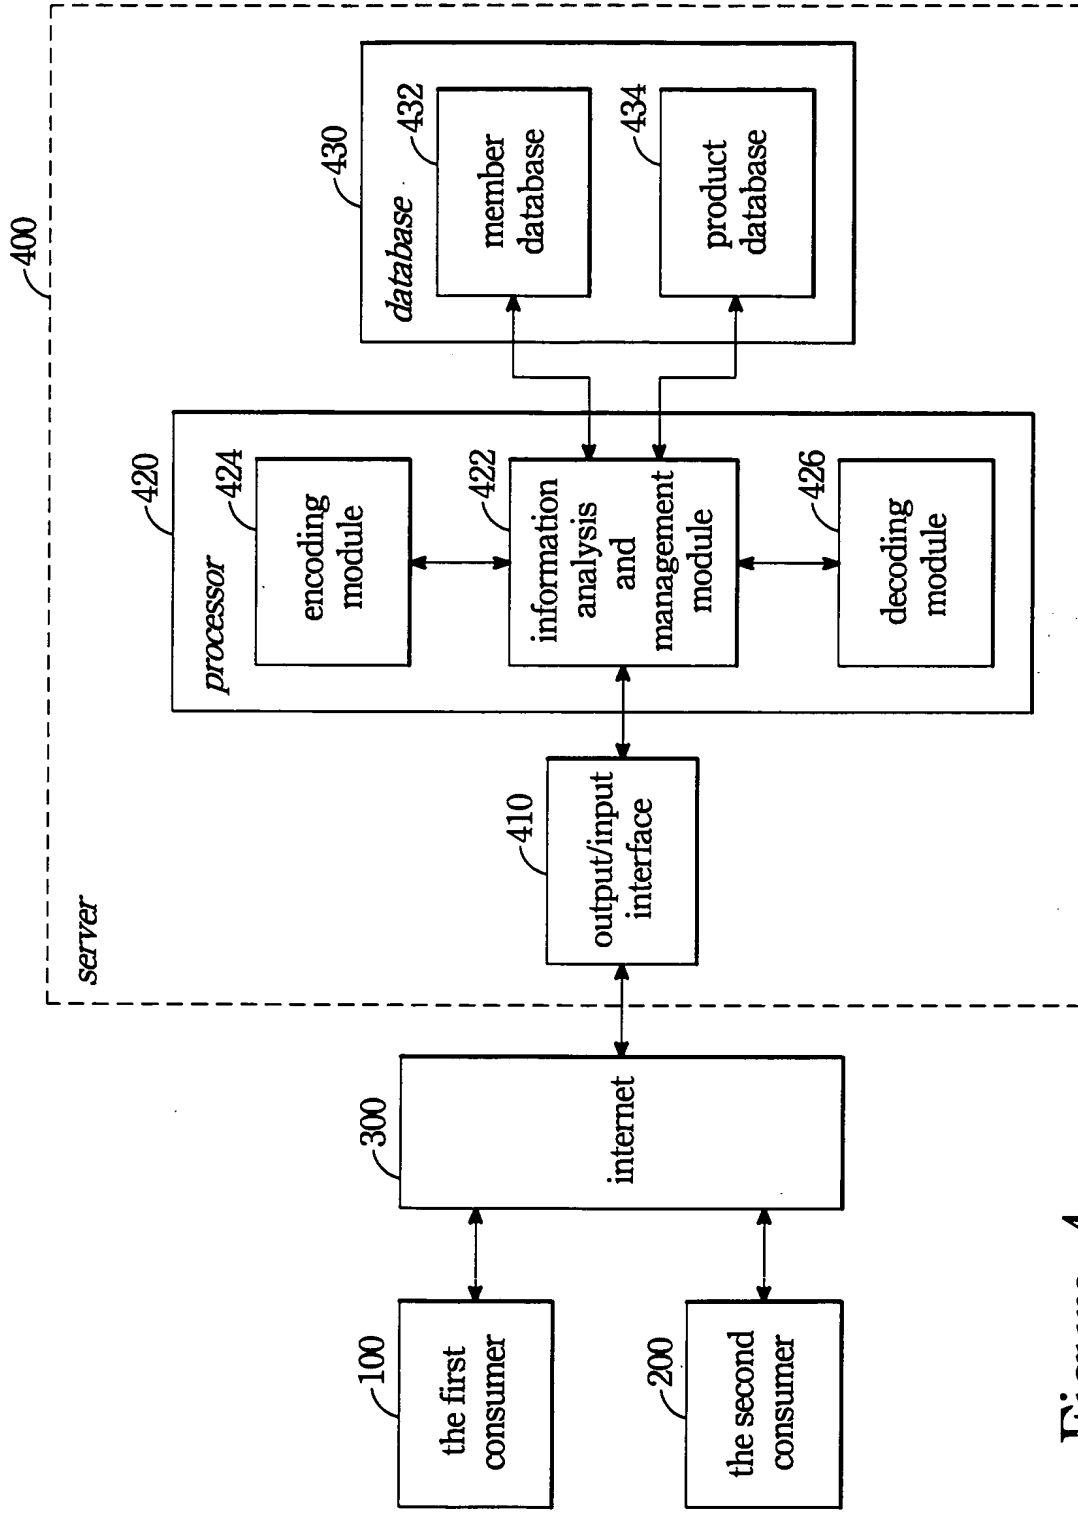 400
server
430
database
432
member
database
434
product
database
420
processor
424
encoding
module
422
information
analysis
and
management
module
426
decoding
module
410
output/input
interface
300
internet
100
the first
consumer
200
the second
consumer